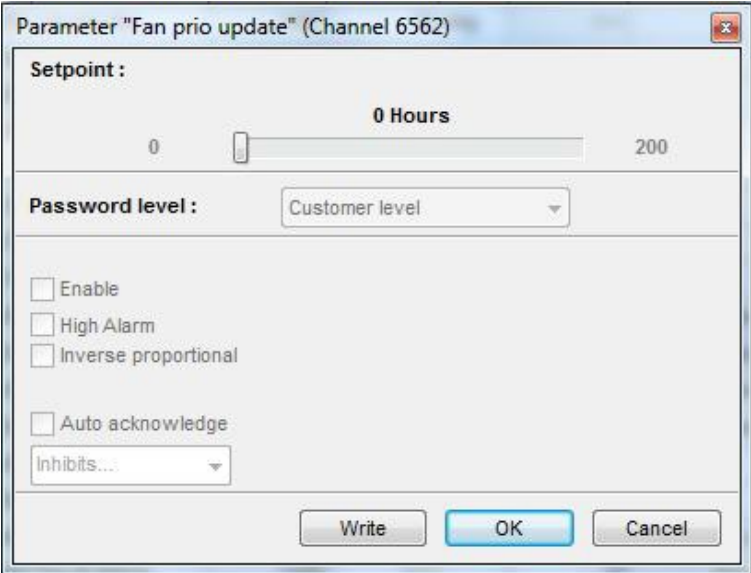 Parameter "Fan prio update" (Channel 6562)
Setpoint :
0 Hours
0 200
Password level : Customer level
Enable
High Alarm
Inverse proportional
Auto acknowledge
Inhibits...
Write OK Cancel